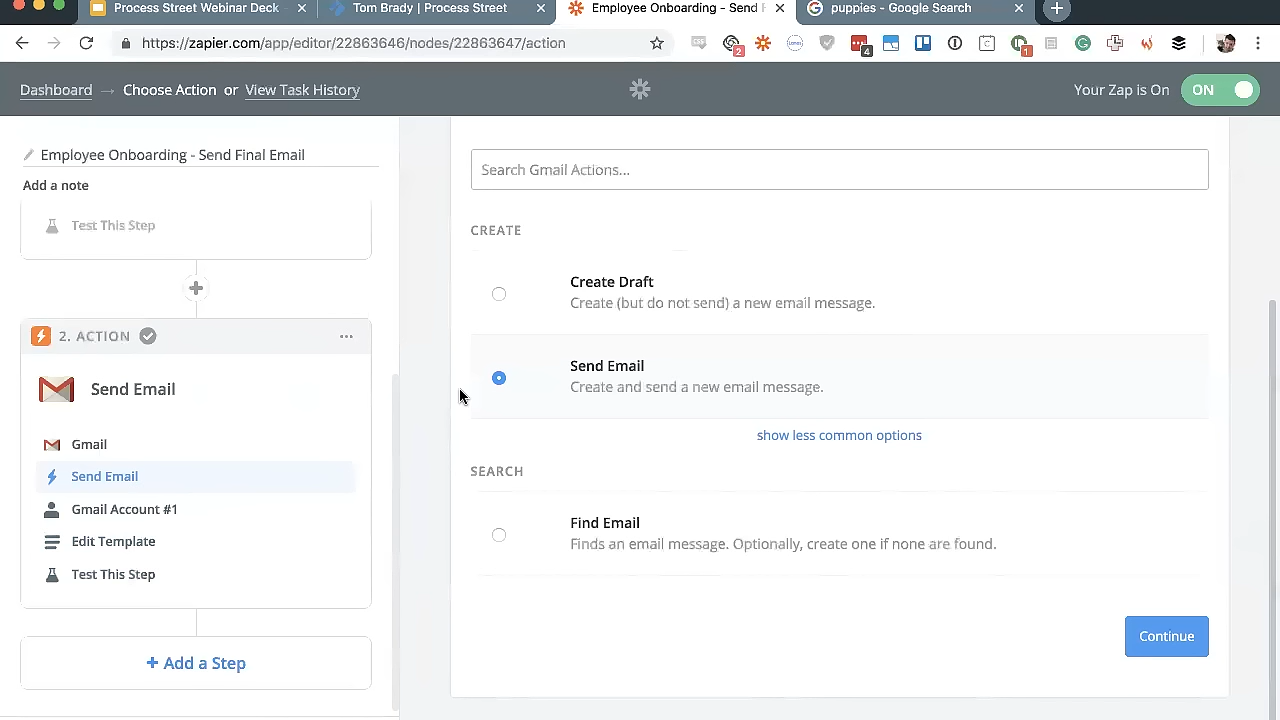 Process Street Webinar Deck
Tom Brady | Process Street
Employee Onboarding - Send F
puppies - Google Search
https://zapier.com/app/editor/22863646/nodes/22863647/action
2
4
1
Dashboard → Choose Action or View Task History
Your Zap is On
ON
Employee Onboarding - Send Final Email
Add a note
Test This Step
2. ACTION
Send Email
Gmail
Send Email
Gmail Account #1
Edit Template
Test This Step
+ Add a Step
Search Gmail Actions...
CREATE
Create Draft
Create (but do not send) a new email message.
Send Email
Create and send a new email message.
show less common options
SEARCH
Find Email
Finds an email message. Optionally, create one if none are found.
Continue